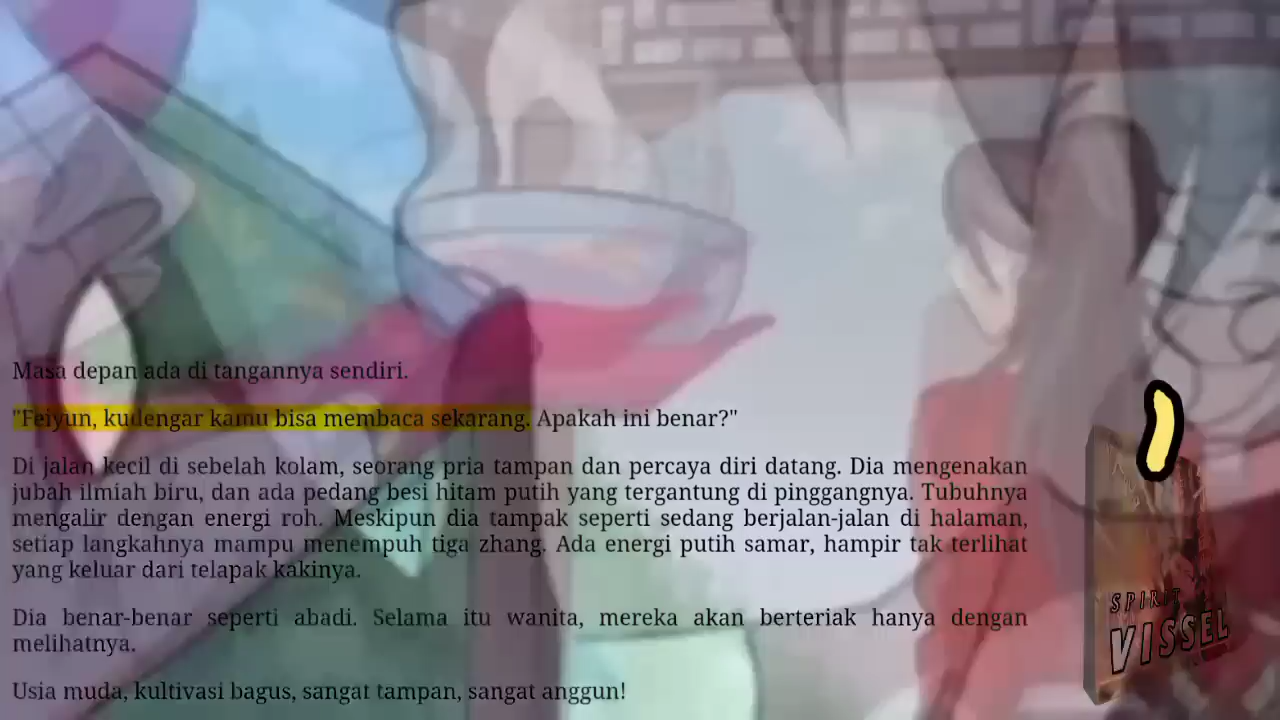 Masa depan ada di tangannya sendiri.
"Feiyun, kudengar kamu bisa membaca sekarang. Apakah ini benar?"
Di jalan kecil di sebelah kolam, seorang pria tampan dan percaya diri datang. Dia mengenakan
jubah ilmiah biru, dan ada pedang besi hitam putih yang tergantung di pinggangnya. Tubuhnya
mengalir dengan energi roh. Meskipun dia tampak seperti sedang berjalan-jalan di halaman,
setiap langkahnya mampu menempuh tiga zhang. Ada energi putih samar, hampir tak terlihat
yang keluar dari telapak kakinya.
Dia benar-benar seperti abadi. Selama itu wanita, mereka akan berteriak hanya dengan
melihatnya.
Usia muda, kultivasi bagus, sangat tampan, sangat anggun!
SPIRIT
VISSEL